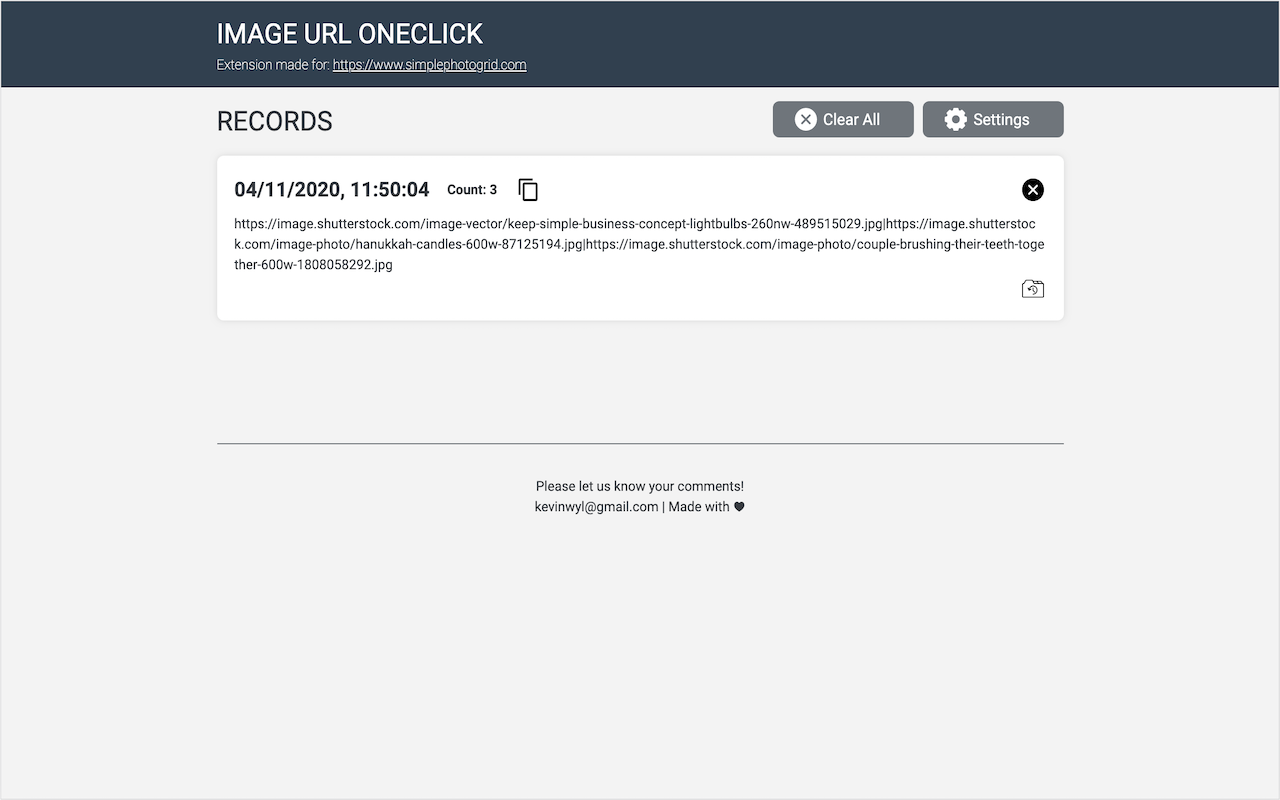 IMAGE URL ONECLICK
Extension made for: https://www.simplephotogrid.com
RECORDS
Clear All
Settings
04/11/2020, 11:50:04 Count: 3
https://image.shutterstock.com/image-vector/keep-simple-business-concept-lightbulbs-260nw-489515029.jpg|https://image.shutterstoc
k.com/image-photo/hanukkah-candles-600w-87125194.jpg|https://image.shutterstock.com/image-photo/couple-brushing-their-teeth-toge
ther-600w-1808058292.jpg
Please let us know your comments!
kevinwyl@gmail.com | Made with ♥